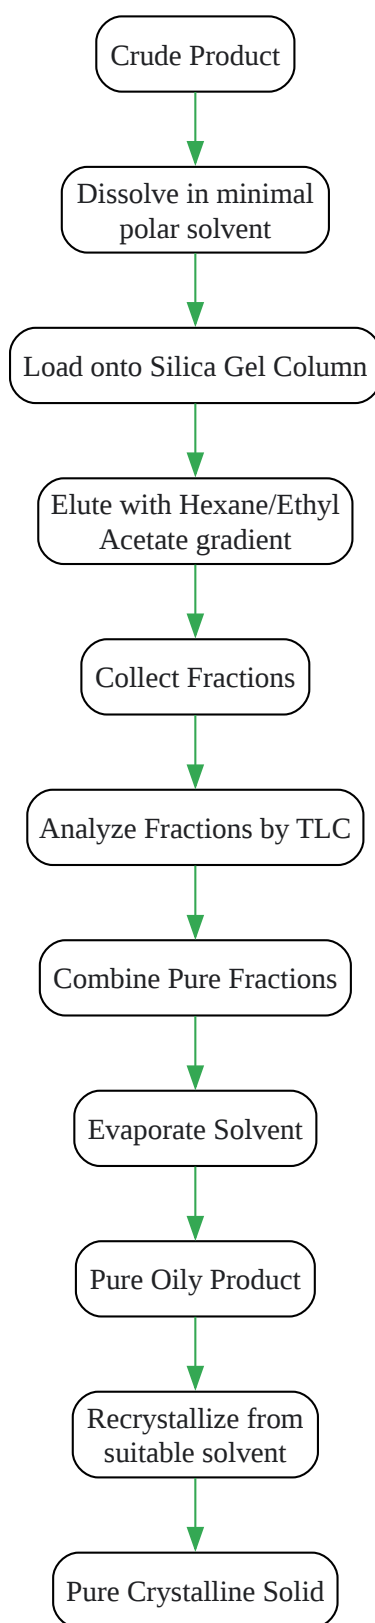 Crude Product
Dissolve in minimal
polar solvent
Load onto Silica Gel Column
Elute with Hexane/Ethyl
Acetate gradient
Collect Fractions
Analyze Fractions by TLC
Combine Pure Fractions
Evaporate Solvent
Pure Oily Product
Recrystallize from
suitable solvent
Pure Crystalline Solid